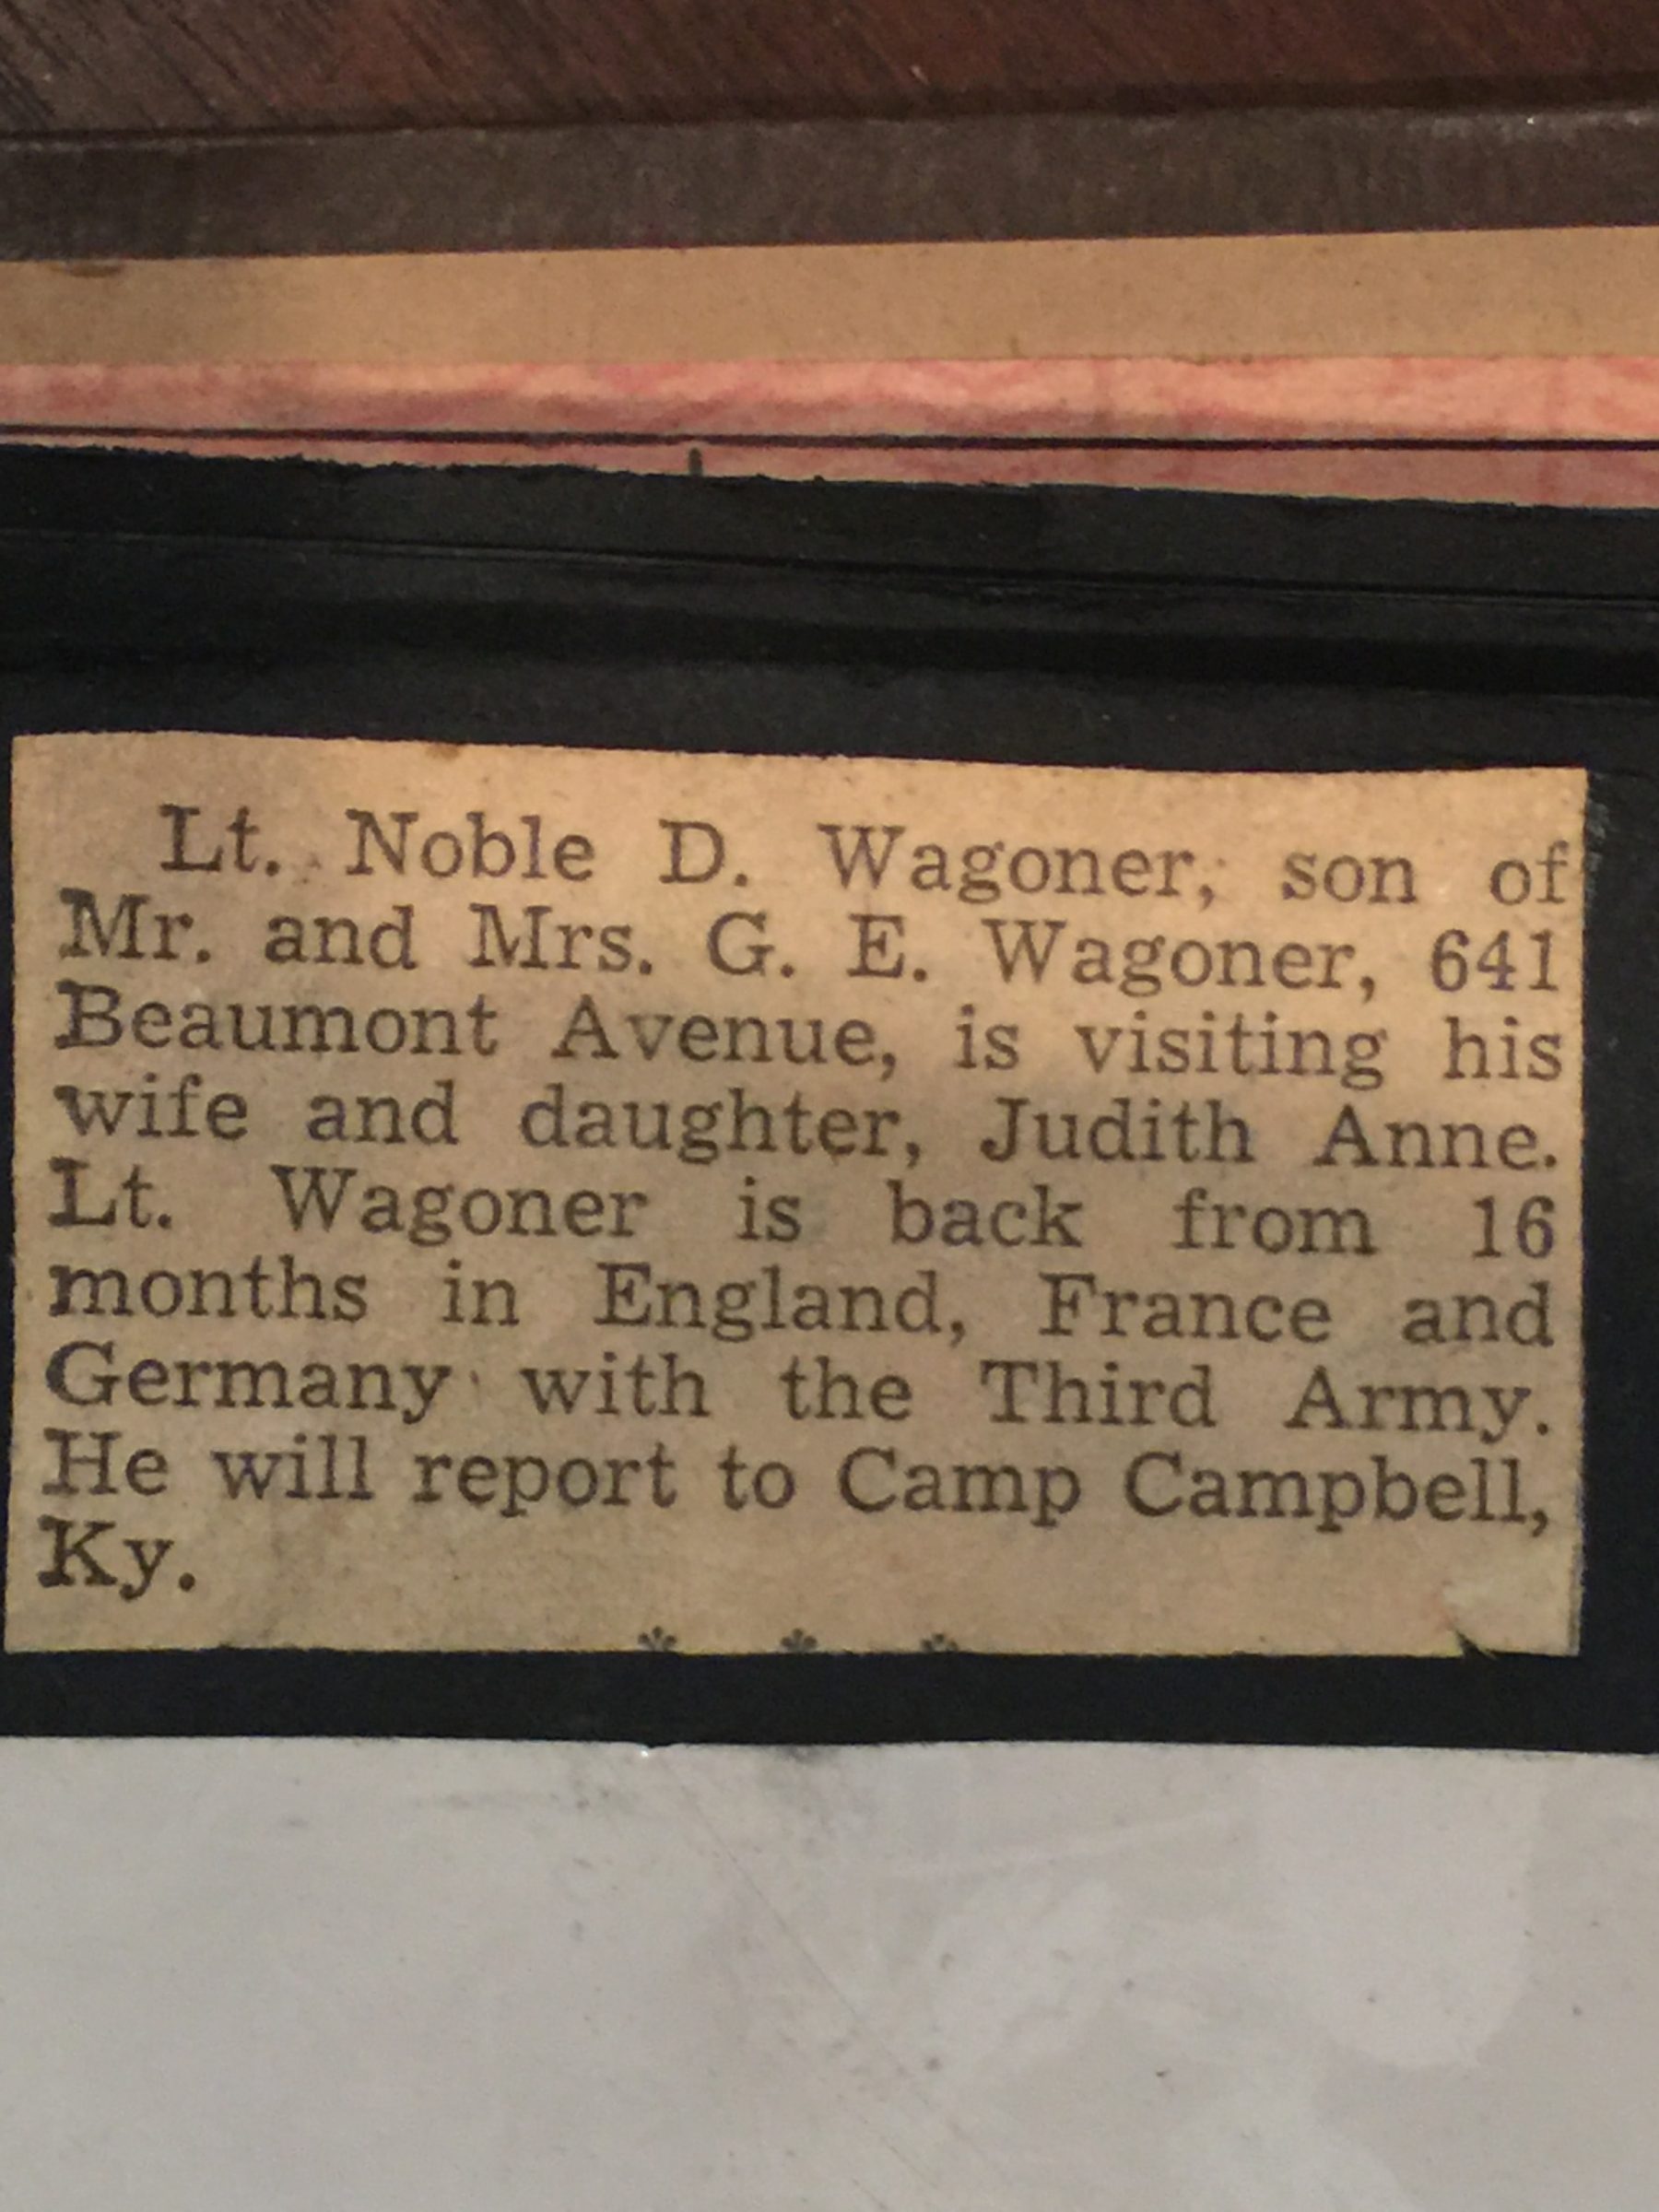 Lt. Noble D. Wagoner, son of
Mr. and Mrs. G. E. Wagoner, 641
Beaumont Avenue, is visiting his
wife and daughter, Judith Anne.
Lt. Wagoner is back from 16
months in England, France and
Germany with the Third Army.
He will report to Camp Campbell,
Ky.
* * *